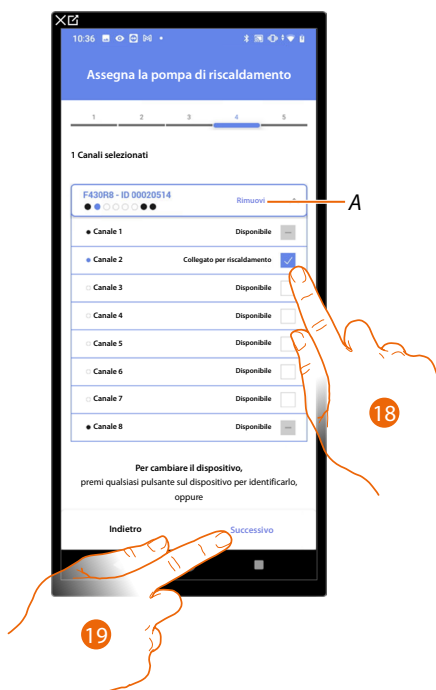 10:36
Assegna la pompa di riscaldamento
1 2 3 4 5
1 Canali selezionati
F430R8 - ID 00020514
Rimuovi
A
Canale 1 Disponibile
Canale 2 Collegato per riscaldamento
Canale 3 Disponibile
Canale 4 Disponibile
Canale 5 Disponibile
Canale 6 Disponibile
Canale 7 Disponibile
Canale 8 Disponibile
18
Per cambiare il dispositivo,
premi qualsiasi pulsante sul dispositivo per identificarlo,
oppure
Indietro Successivo
19